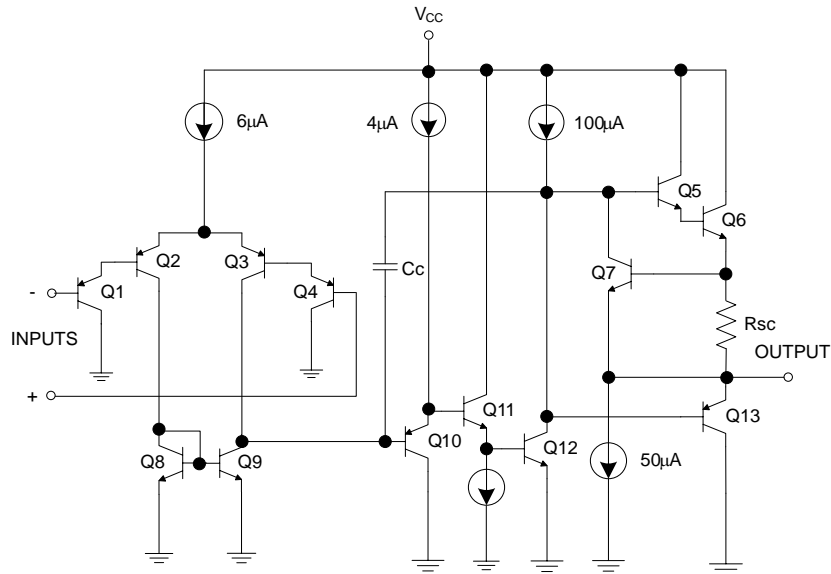 VCC
6μA
4μA
100μA
Q5
Q6
Q2
Q3
Q7
Cc
Q1
Q4
-
Rsc
INPUTS
OUTPUT
+
Q11
Q13
Q10
Q12
Q8
Q9
50μA